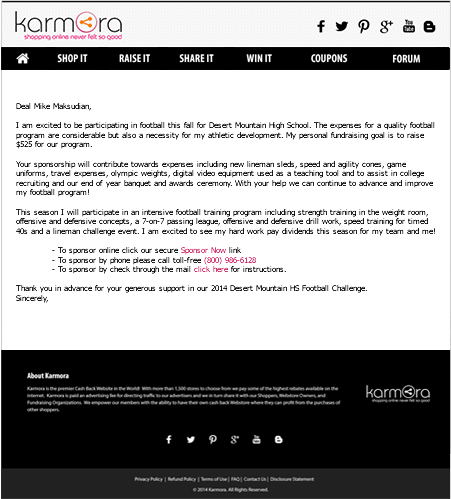 karmora
shopping online never felt so good
SHOP IT RAISE IT SHARE IT WIN IT COUPONS FORUM
Deal Mike Maksudian,
I am excited to be participating in football this fall for Desert Mountain High School. The expenses for a quality football
program are considerable but also a necessity for my athletic development. My personal fundraising goal is to raise
$525 for our program.
Your sponsorship will contribute towards expenses including new lineman sleds, speed and agility cones, game
uniforms, travel expenses, olympic weights, digital video equipment used as a teaching tool and to assist in college
recruiting and our end of year banquet and awards ceremony. With your help we can continue to advance and improve
my football program!
This season I will participate in an intensive football training program including strength training in the weight room,
offensive and defensive concepts, a 7-on-7 passing league, offensive and defensive drill work, speed training for timed
40s and a lineman challenge event. I am excited to see my hard work pay dividends this season for my team and me!
- To sponsor online click our secure Sponsor Now link
- To sponsor by phone please call toll-free (800) 986-6128
- To sponsor by check through the mail click here for instructions.
Thank you in advance for your generous support in our 2014 Desert Mountain HS Football Challenge.
Sincerely,
About Karmora
Karmora is the premier Cash Back Website in the World! With more than 1,500 stores to choose from we pay some of the highest rebates available on the
internet. Karmora is paid an advertising fee for directing traffic to our advertisers and we in turn share it with our Shoppers, Webstore Owners, and
Fundraising Organizations. We empower our members with the ability to have their own cash back Webstore where they can profit from the purchases of
other shoppers.
karmora
shopping online never felt so good
Privacy Policy | Refund Policy | Terms of Use | FAQ | Contact Us | Disclosure Statement
© 2014 Karmora. All Rights Reserved.